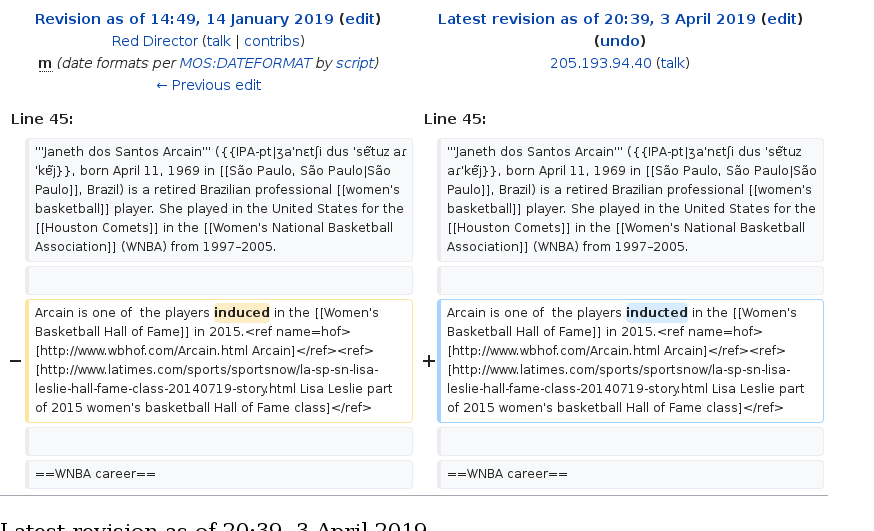 Revision as of 14:49, 14 January 2019 (edit)
Red Director (talk | contribs)
m (date formats per MOS:DATEFORMAT by script)
← Previous edit
Latest revision as of 20:39, 3 April 2019 (edit)
(undo)
205.193.94.40 (talk)
Line 45:
Line 45:
'''Janeth dos Santos Arcain''' ({{IPA-pt|ʒa'nɛtʃi dus 'sɐ̃tuz aɾ
'kɐ̃j}}, born April 11, 1969 in [[São Paulo, São Paulo|São
Paulo]], Brazil) is a retired Brazilian professional [[women's
basketball]] player. She played in the United States for the
[[Houston Comets]] in the [[Women's National Basketball
Association]] (WNBA) from 1997–2005.
'''Janeth dos Santos Arcain''' ({{IPA-pt|ʒa'nɛtʃi dus 'sɐ̃tuz
aɾ'kɐ̃j}}, born April 11, 1969 in [[São Paulo, São Paulo|São
Paulo]], Brazil) is a retired Brazilian professional [[women's
basketball]] player. She played in the United States for the
[[Houston Comets]] in the [[Women's National Basketball
Association]] (WNBA) from 1997–2005.
− Arcain is one of  the players induced in the [[Women's
Basketball Hall of Fame]] in 2015.<ref name=hof>
[http://www.wbhof.com/Arcain.html Arcain]</ref><ref>
[http://www.latimes.com/sports/sportsnow/la-sp-sn-lisa-
leslie-hall-fame-class-20140719-story.html Lisa Leslie part
of 2015 women's basketball Hall of Fame class]</ref>
+ Arcain is one of  the players inducted in the [[Women's
Basketball Hall of Fame]] in 2015.<ref name=hof>
[http://www.wbhof.com/Arcain.html Arcain]</ref><ref>
[http://www.latimes.com/sports/sportsnow/la-sp-sn-lisa-
leslie-hall-fame-class-20140719-story.html Lisa Leslie part
of 2015 women's basketball Hall of Fame class]</ref>
==WNBA career==
==WNBA career==
Latest revision as of 20:39, 3 April 2019